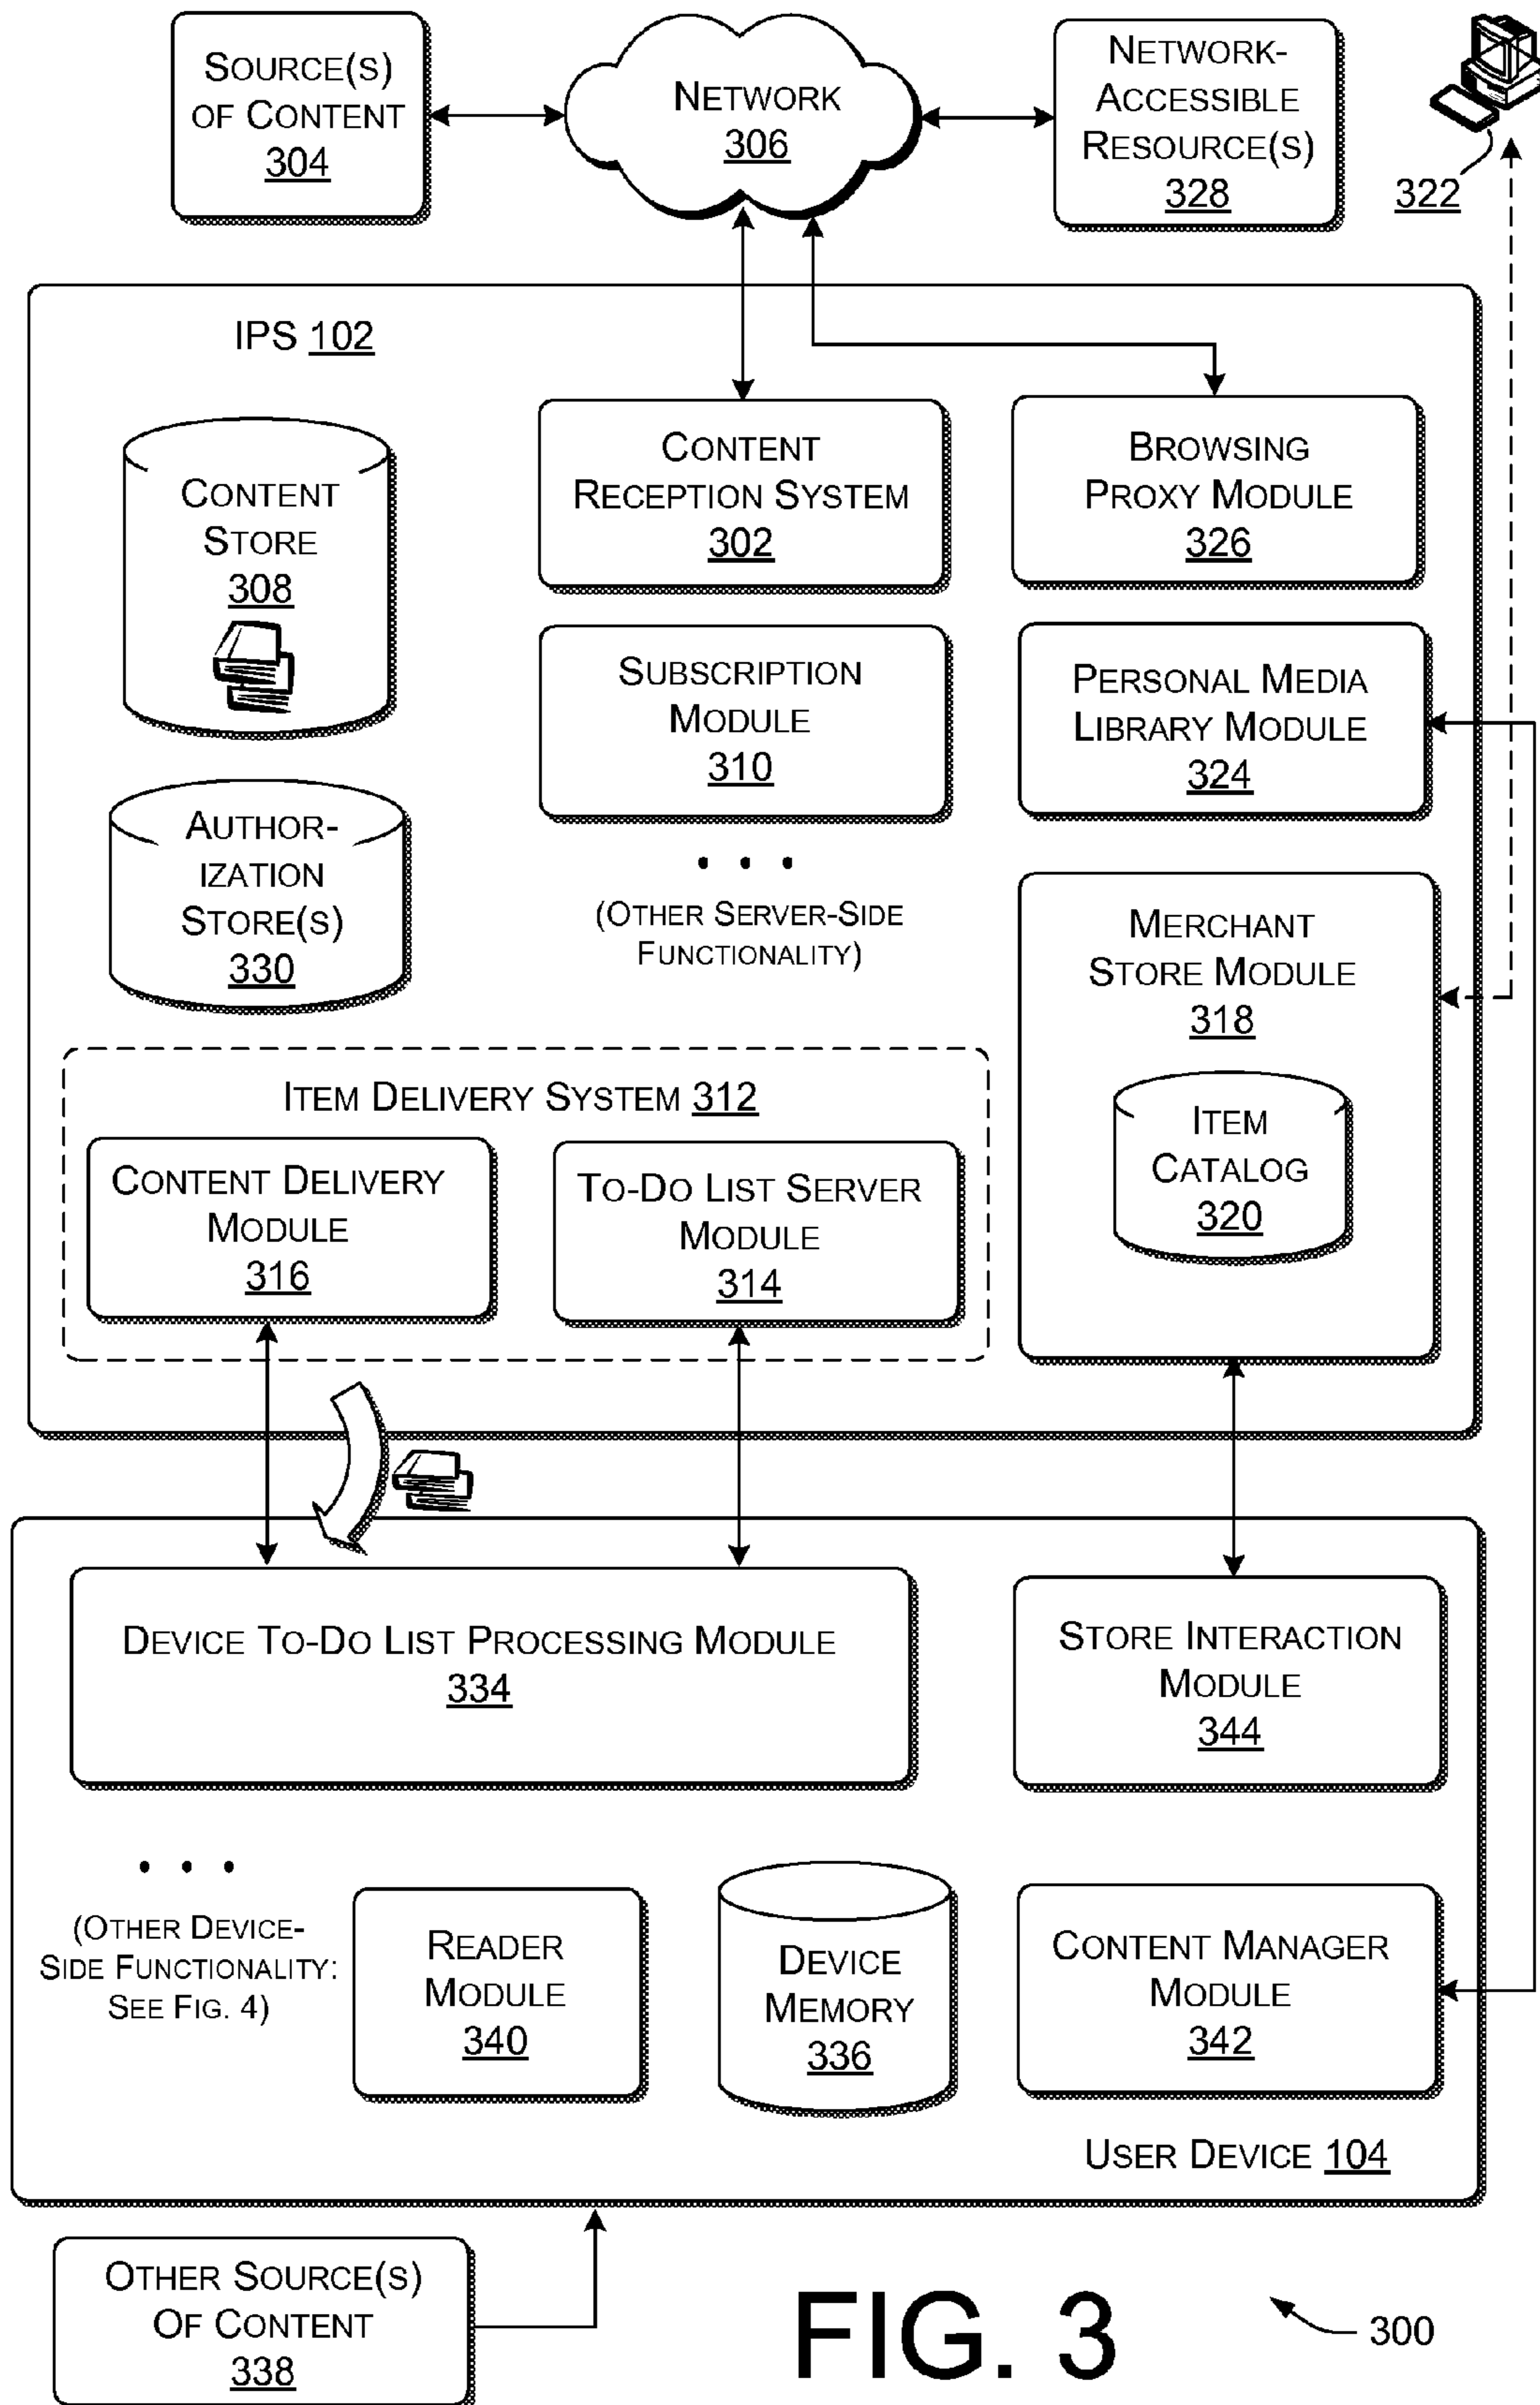 SOURCE(S)
OF CONTENT
304
NETWORK
306
NETWORK-
ACCESSIBLE
RESOURCE(S)
328
322
IPS 102
CONTENT
STORE
308
CONTENT
RECEPTION SYSTEM
302
BROWSING
PROXY MODULE
326
SUBSCRIPTION
MODULE
310
PERSONAL MEDIA
LIBRARY MODULE
324
AUTHOR-
IZATION
STORE(S)
330
• • •
(OTHER SERVER-SIDE
FUNCTIONALITY)
MERCHANT
STORE MODULE
318
ITEM
CATALOG
320
ITEM DELIVERY SYSTEM 312
CONTENT DELIVERY
MODULE
316
TO-DO LIST SERVER
MODULE
314
DEVICE TO-DO LIST PROCESSING MODULE
334
STORE INTERACTION
MODULE
344
• • •
(OTHER DEVICE-
SIDE FUNCTIONALITY:
SEE FIG. 4)
READER
MODULE
340
DEVICE
MEMORY
336
CONTENT MANAGER
MODULE
342
USER DEVICE 104
OTHER SOURCE(S)
OF CONTENT
338
FIG. 3
300